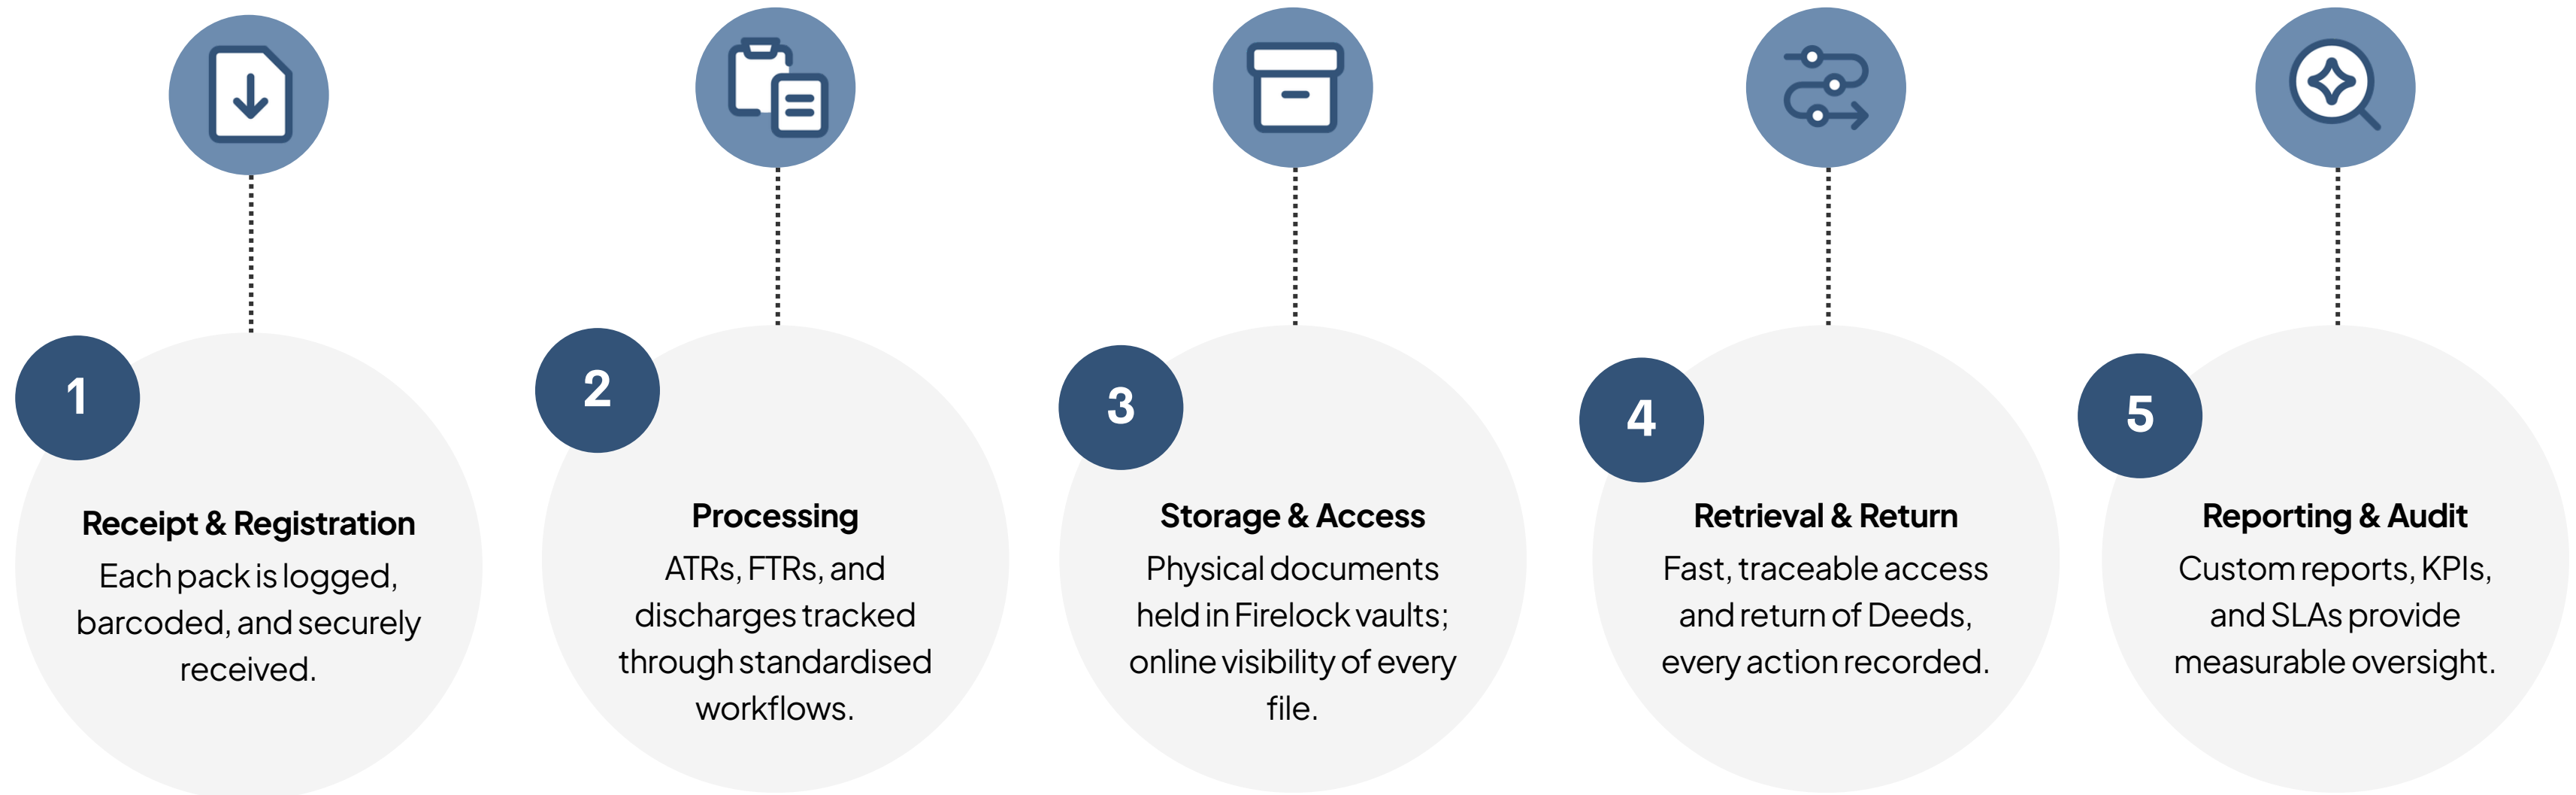 1
Receipt & Registration
Each pack is logged,
barcoded, and securely
received.
2
Processing
ATRs, FTRs, and
discharges tracked
through standardised
workflows.
3
Storage & Access
Physical documents
held in Firelock vaults;
online visibility of every
file.
4
Retrieval & Return
Fast, traceable access
and return of Deeds,
every action recorded.
5
Reporting & Audit
Custom reports, KPIs,
and SLAs provide
measurable oversight.